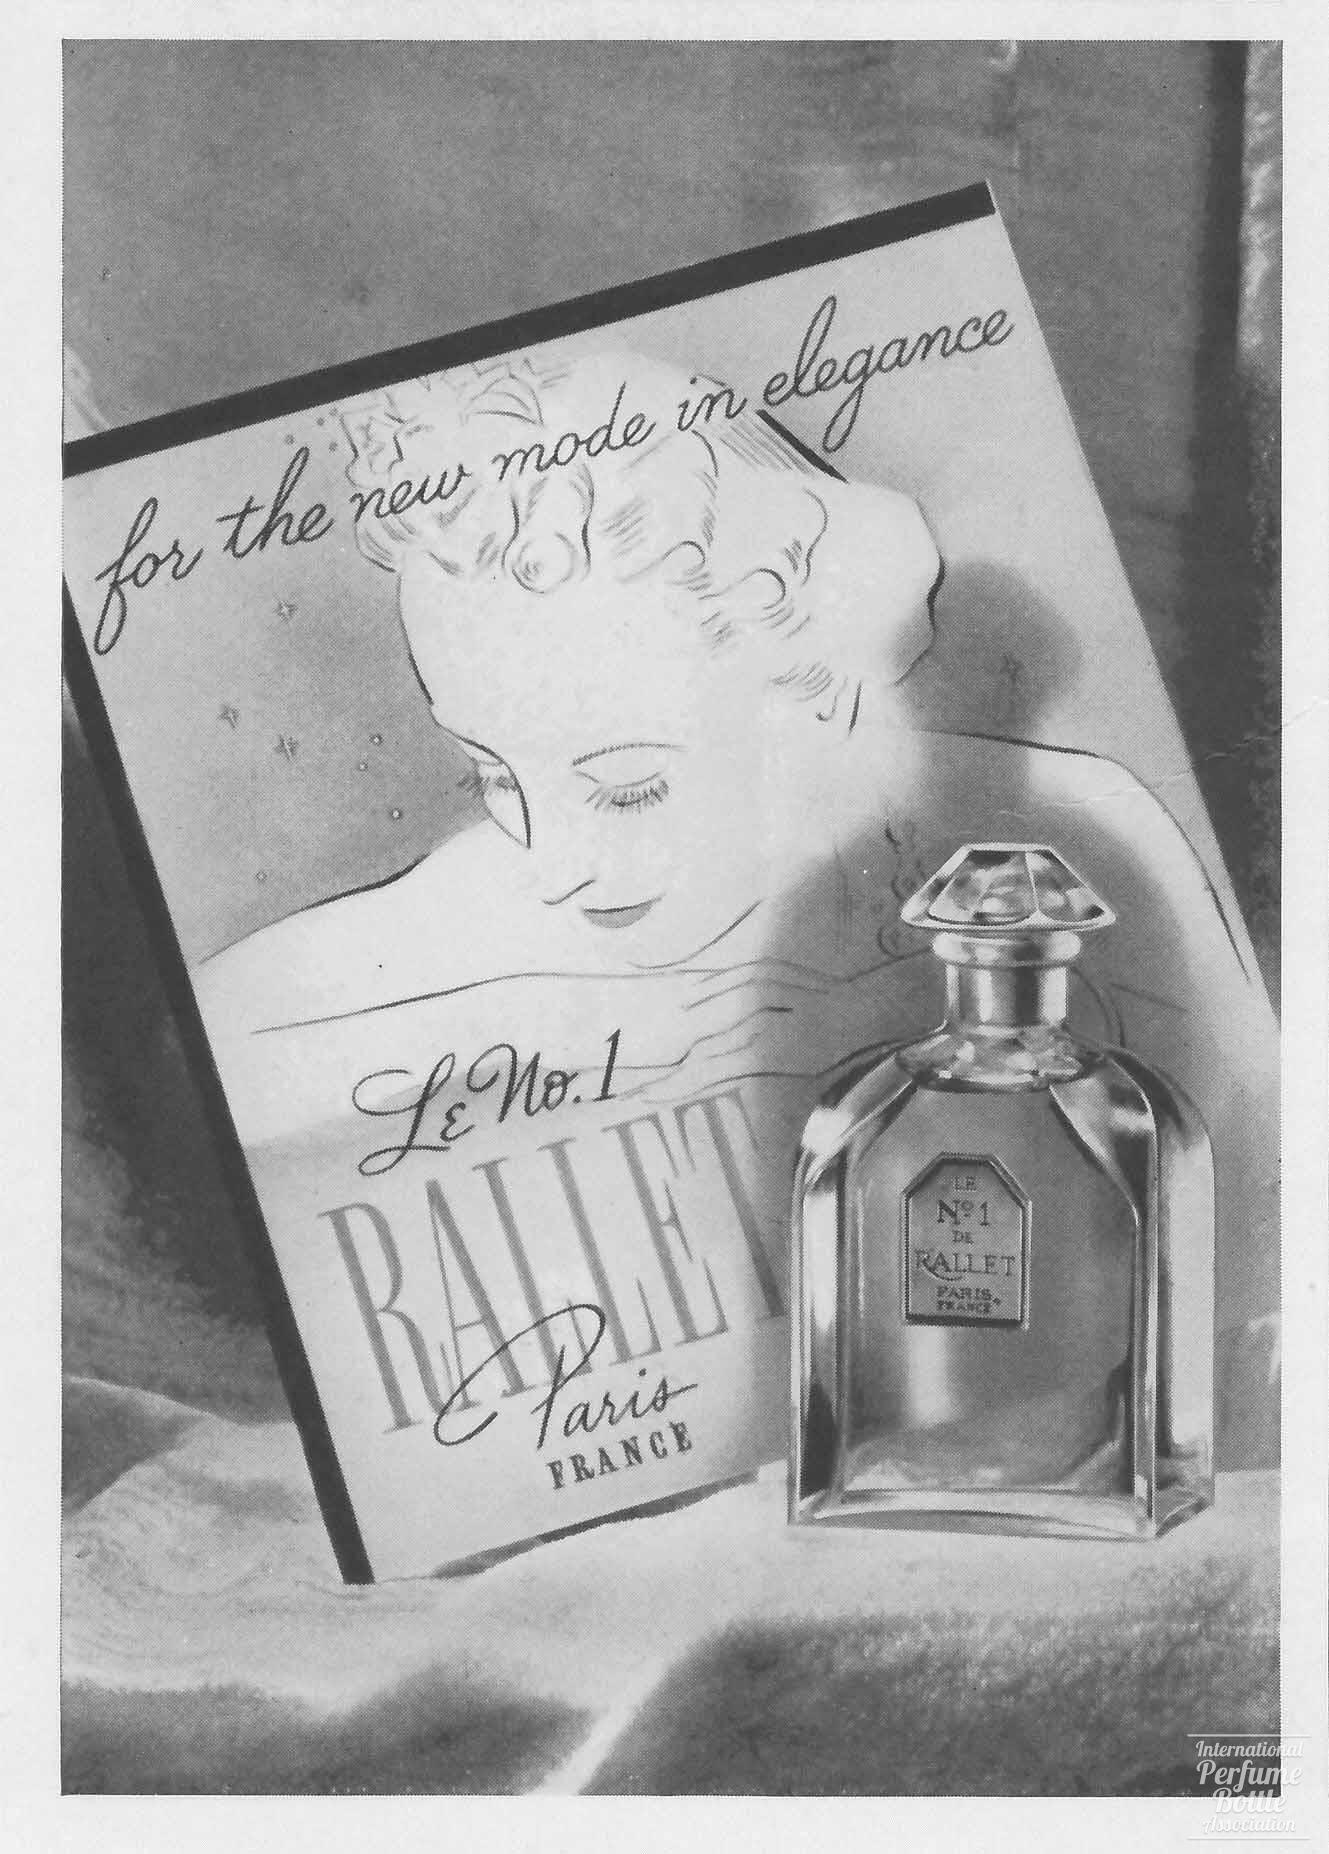 for the new mode in elegance
Le No. 1
RALLET
Paris
FRANCE
LE
Nº 1
DE
RALLET
PARIS
FRANCE
International
Perfume
Bottle
Association